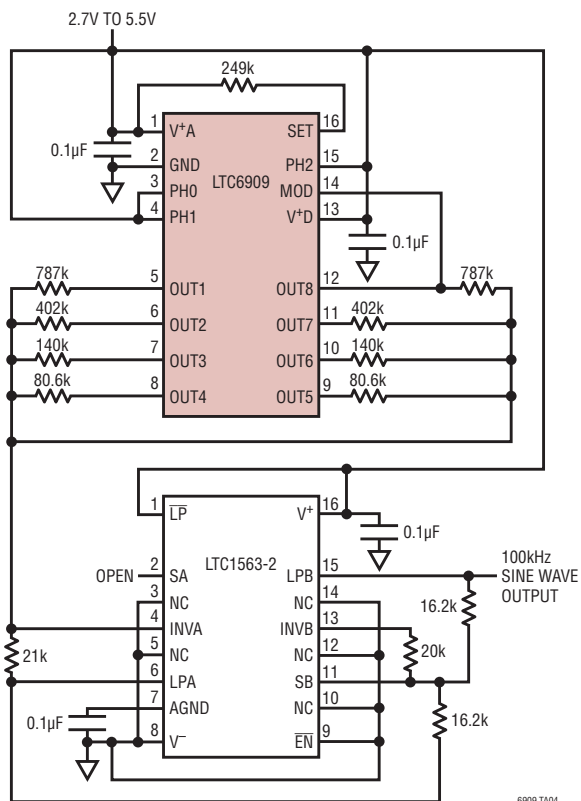 2.7V TO 5.5V
249k
0.1µF
1 V+A
2 GND
3 PH0
4 PH1
5 OUT1
6 OUT2
7 OUT3
8 OUT4
LTC6909
SET 16
PH2 15
MOD 14
V+D 13
OUT8 12
OUT7 11
OUT6 10
OUT5 9
0.1µF
787k
402k
140k
80.6k
787k
402k
140k
80.6k
1 LP
2 SA
3 NC
4 INVA
5 NC
6 LPA
7 AGND
8 V–
LTC1563-2
V+ 16
LPB 15
NC 14
INVB 13
NC 12
SB 11
NC 10
EN 9
OPEN
0.1µF
100kHz
SINE WAVE
OUTPUT
16.2k
20k
16.2k
21k
0.1µF
6909 TA04